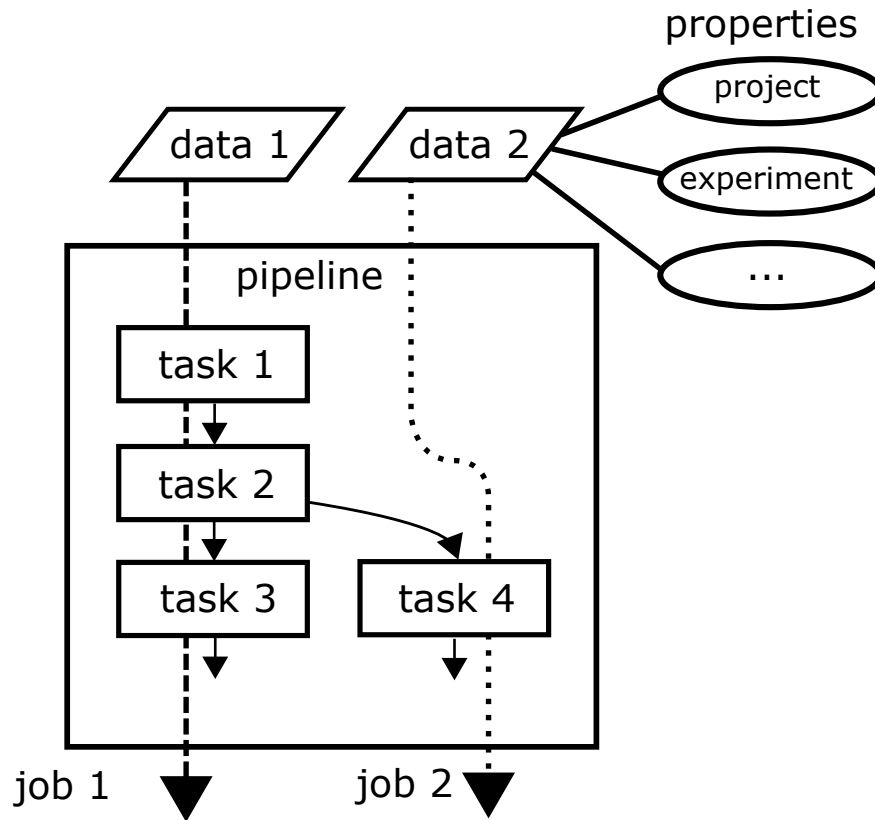 properties
project
data 1
data 2
experiment
...
pipeline
task 1
task 2
task 3
task 4
job 1
job 2